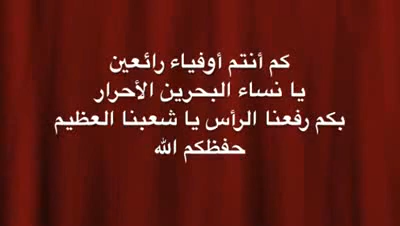 كم أنتم أوفياء رائعين
يا نساء البحرين الأحرار
بكم رفعنا الرأس يا شعبنا العظيم
حفظكم الله